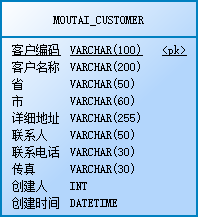 MOUTAI_CUSTOMER
客户编码 VARCHAR(100) <pk>
客户名称 VARCHAR(200)
省 VARCHAR(50)
市 VARCHAR(60)
详细地址 VARCHAR(255)
联系人 VARCHAR(50)
联系电话 VARCHAR(30)
传真 VARCHAR(30)
创建人 INT
创建时间 DATETIME